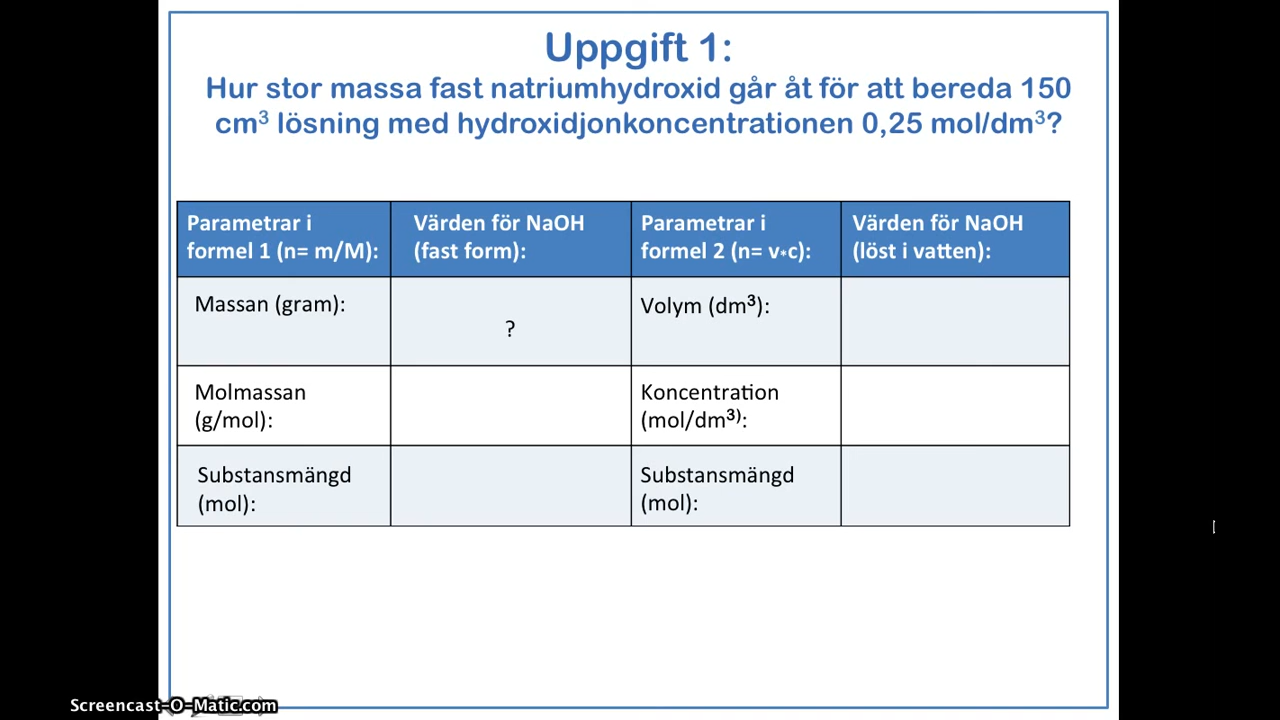 Uppgift 1:
Hur stor massa fast natriumhydroxid går åt för att bereda 150
cm³ lösning med hydroxidjonkoncentrationen 0,25 mol/dm³?
Parametrar i
formel 1 (n= m/M):
Värden för NaOH
(fast form):
Parametrar i
formel 2 (n= v*c):
Värden för NaOH
(löst i vatten):
Massan (gram):
?
Volym (dm³):
Molmassan
(g/mol):
Koncentration
(mol/dm³⁾:
Substansmängd
(mol):
Substansmängd
(mol):
Screencast-O-Matic.com